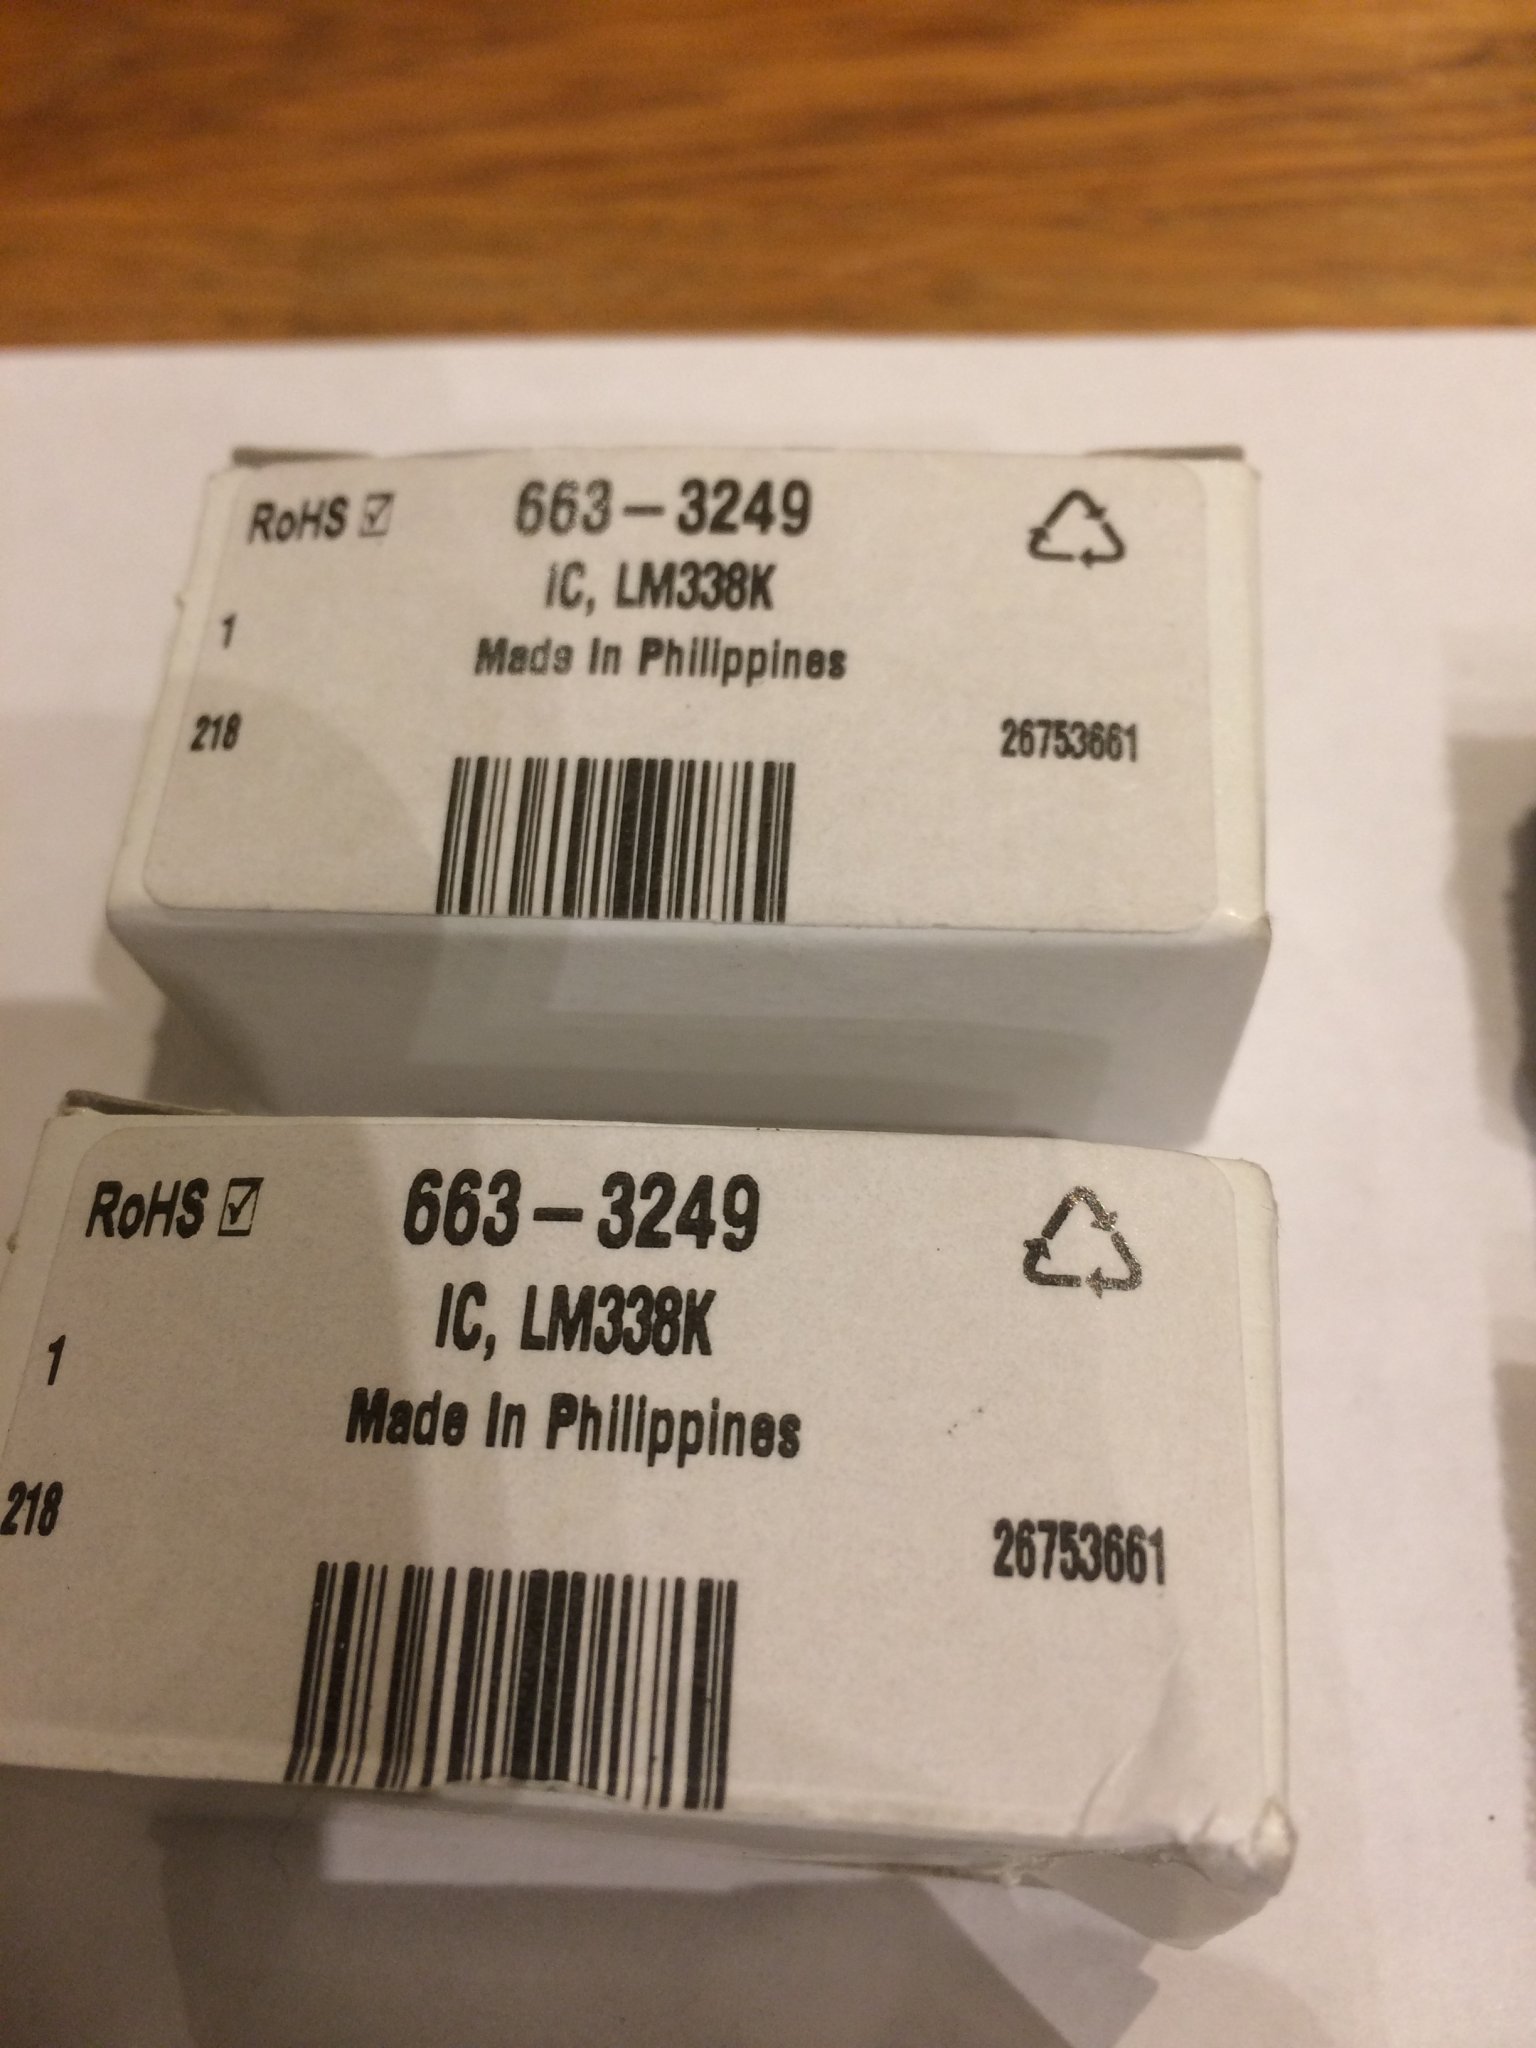 RoHS 663-3249
IC, LM338K
1
Made In Philippines
218 26753661
RoHS 663-3249
IC, LM338K
1
Made In Philippines
218
26753661